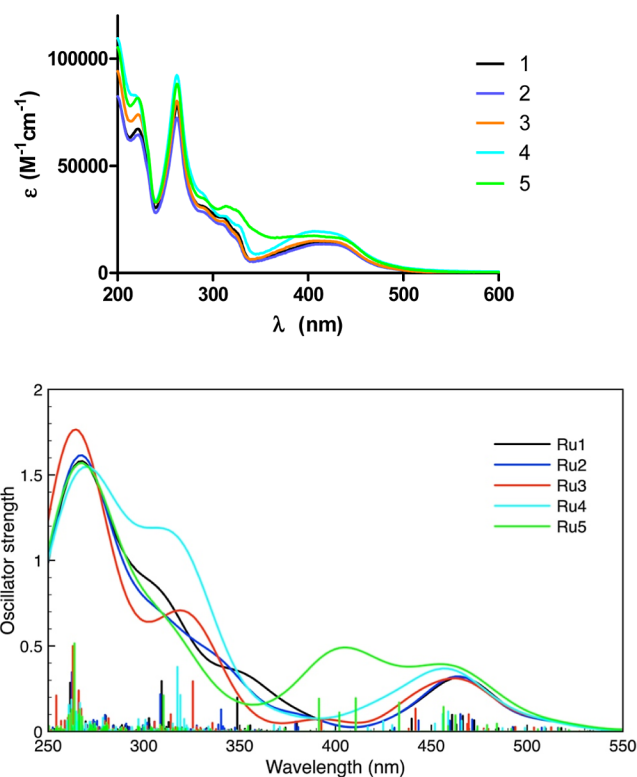 100000
50000
0
ε (M-1cm-1)
200 300 400 500 600
λ (nm)
1
2
3
4
5
2
1.5
1
0.5
0
Oscillator strength
250 300 350 400 450 500 550
Wavelength (nm)
Ru1
Ru2
Ru3
Ru4
Ru5